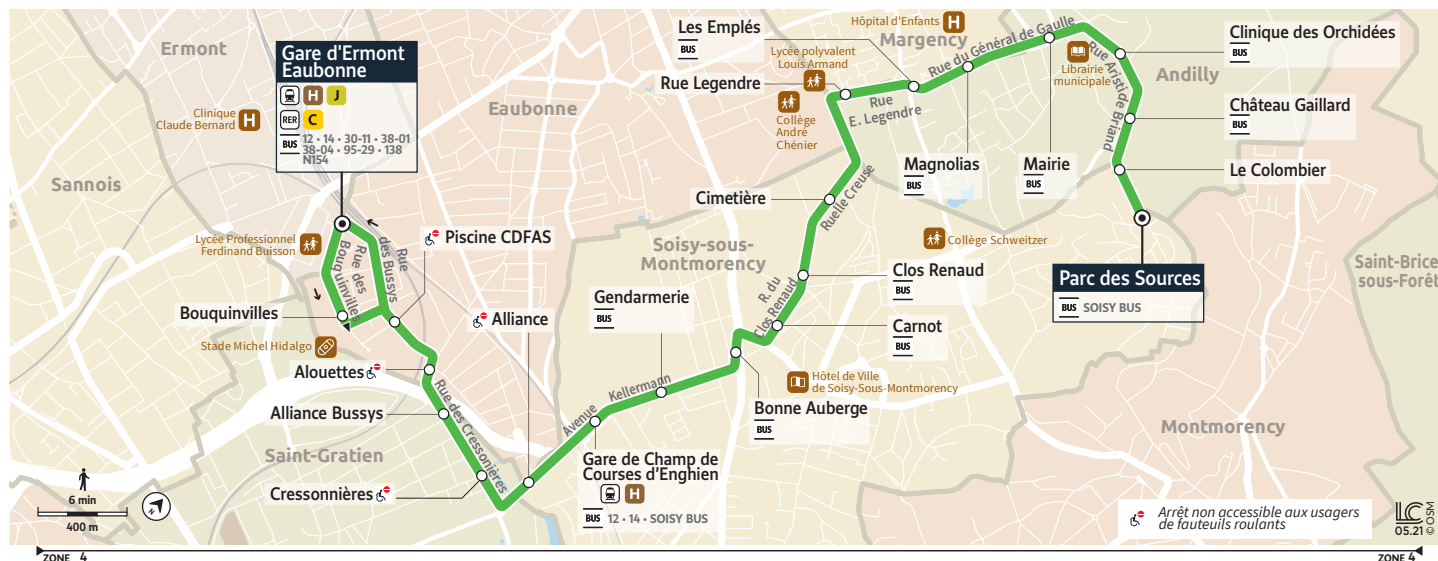 Ermont
Gare d'Ermont
Eaubonne
H J
RER C
BUS 12 • 14 • 30-11 • 38-01
38-04 • 95-29 • 138
N154
Clinique
Claude Bernard H
Sannois
Eaubonne
Lycée Professionnel
Ferdinand Buisson
Rue des
Bouquinvilles
Rue
des Bussys
Piscine CDFAS
Bouquinvilles
Stade Michel Hidalgo
Alouettes
Alliance
Alliance Bussys
Rue des Cressonières
Saint-Gratien
Cressonnières
Gendarmerie
BUS
Avenue Kellermann
Gare de Champ de
Courses d'Enghien
H
BUS 12 • 14 • SOISY BUS
Soisy-sous-
Montmorency
Bonne Auberge
BUS
Hôtel de Ville
de Soisy-Sous-Montmorency
R. du
Clos Renaud
Carnot
BUS
Clos Renaud
BUS
Cimetière
Ruelle Creuse
Collège Schweitzer
Les Emplés
BUS
Rue Legendre
Lycée polyvalent
Louis Armand
Collège
André
Chénier
Rue
E. Legendre
Hôpital d'Enfants H
Margency
Rue du Général de Gaulle
Magnolias
BUS
Mairie
BUS
Librairie
municipale
Rue Aristide Briand
Clinique des Orchidées
BUS
Andilly
Château Gaillard
BUS
Le Colombier
Parc des Sources
BUS SOISY BUS
Saint-Brice
sous-Forêt
Montmorency
6 min
400 m
N
Arrêt non accessible aux usagers
de fauteuils roulants
LC
05.21 © OSM
ZONE 4
ZONE 4